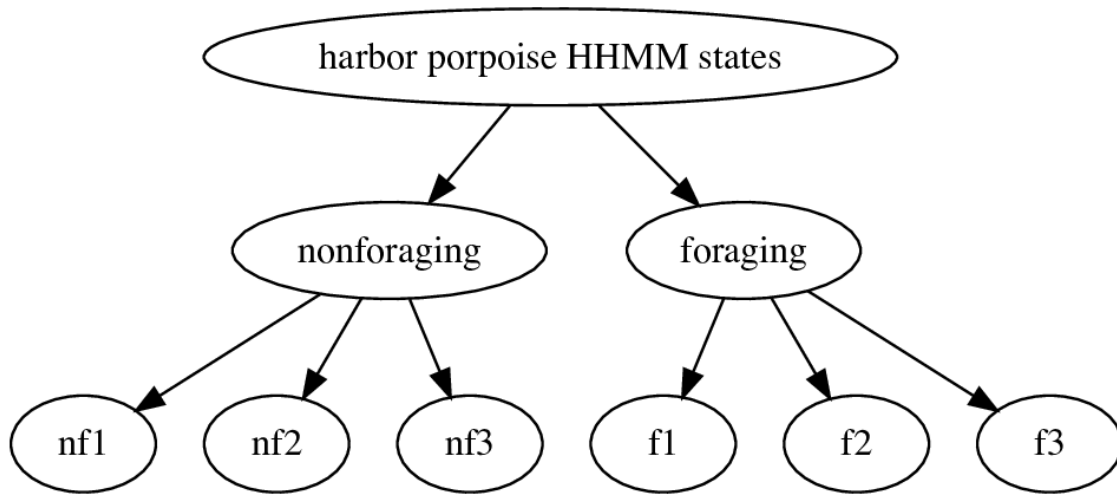 harbor porpoise HHMM states
nonforaging
foraging
nf1
nf2
nf3
f1
f2
f3